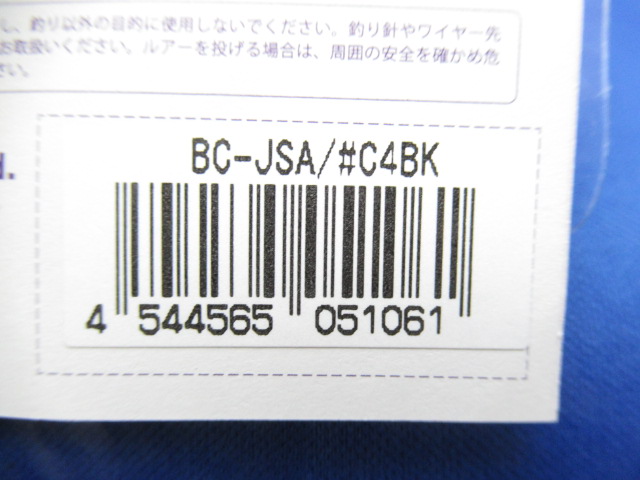 し、釣り以外の目的に使用しないでください。釣り針やワイヤー先
お取扱いください。ルアーを投げる場合は、周囲の安全を確かめ危
さい。
BC-JSA/#C4BK
4 544565 051061